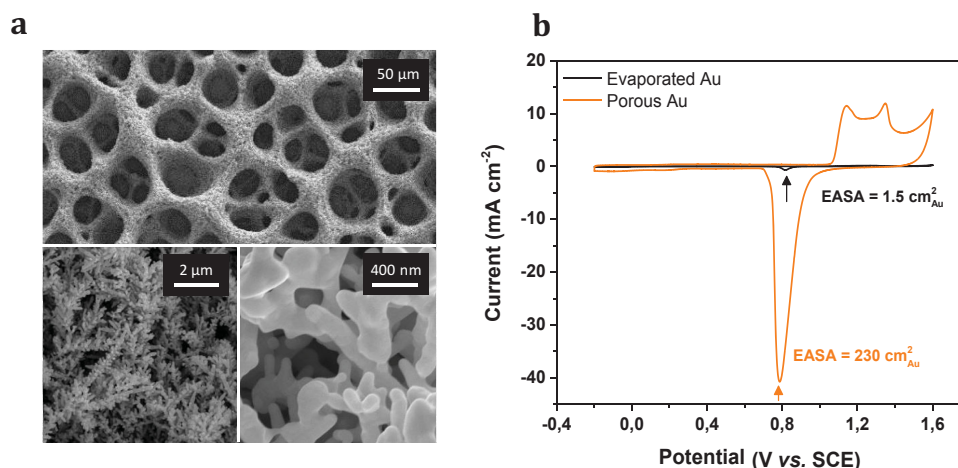 a
50 µm
2 µm
400 nm
b
Evaporated Au
Porous Au
EASA = 1.5 cm²Au
EASA = 230 cm²Au
20
10
0
-10
-20
-30
-40
Current (mA cm⁻²)
-0,4
0,0
0,4
0,8
1,2
1,6
Potential (V vs. SCE)